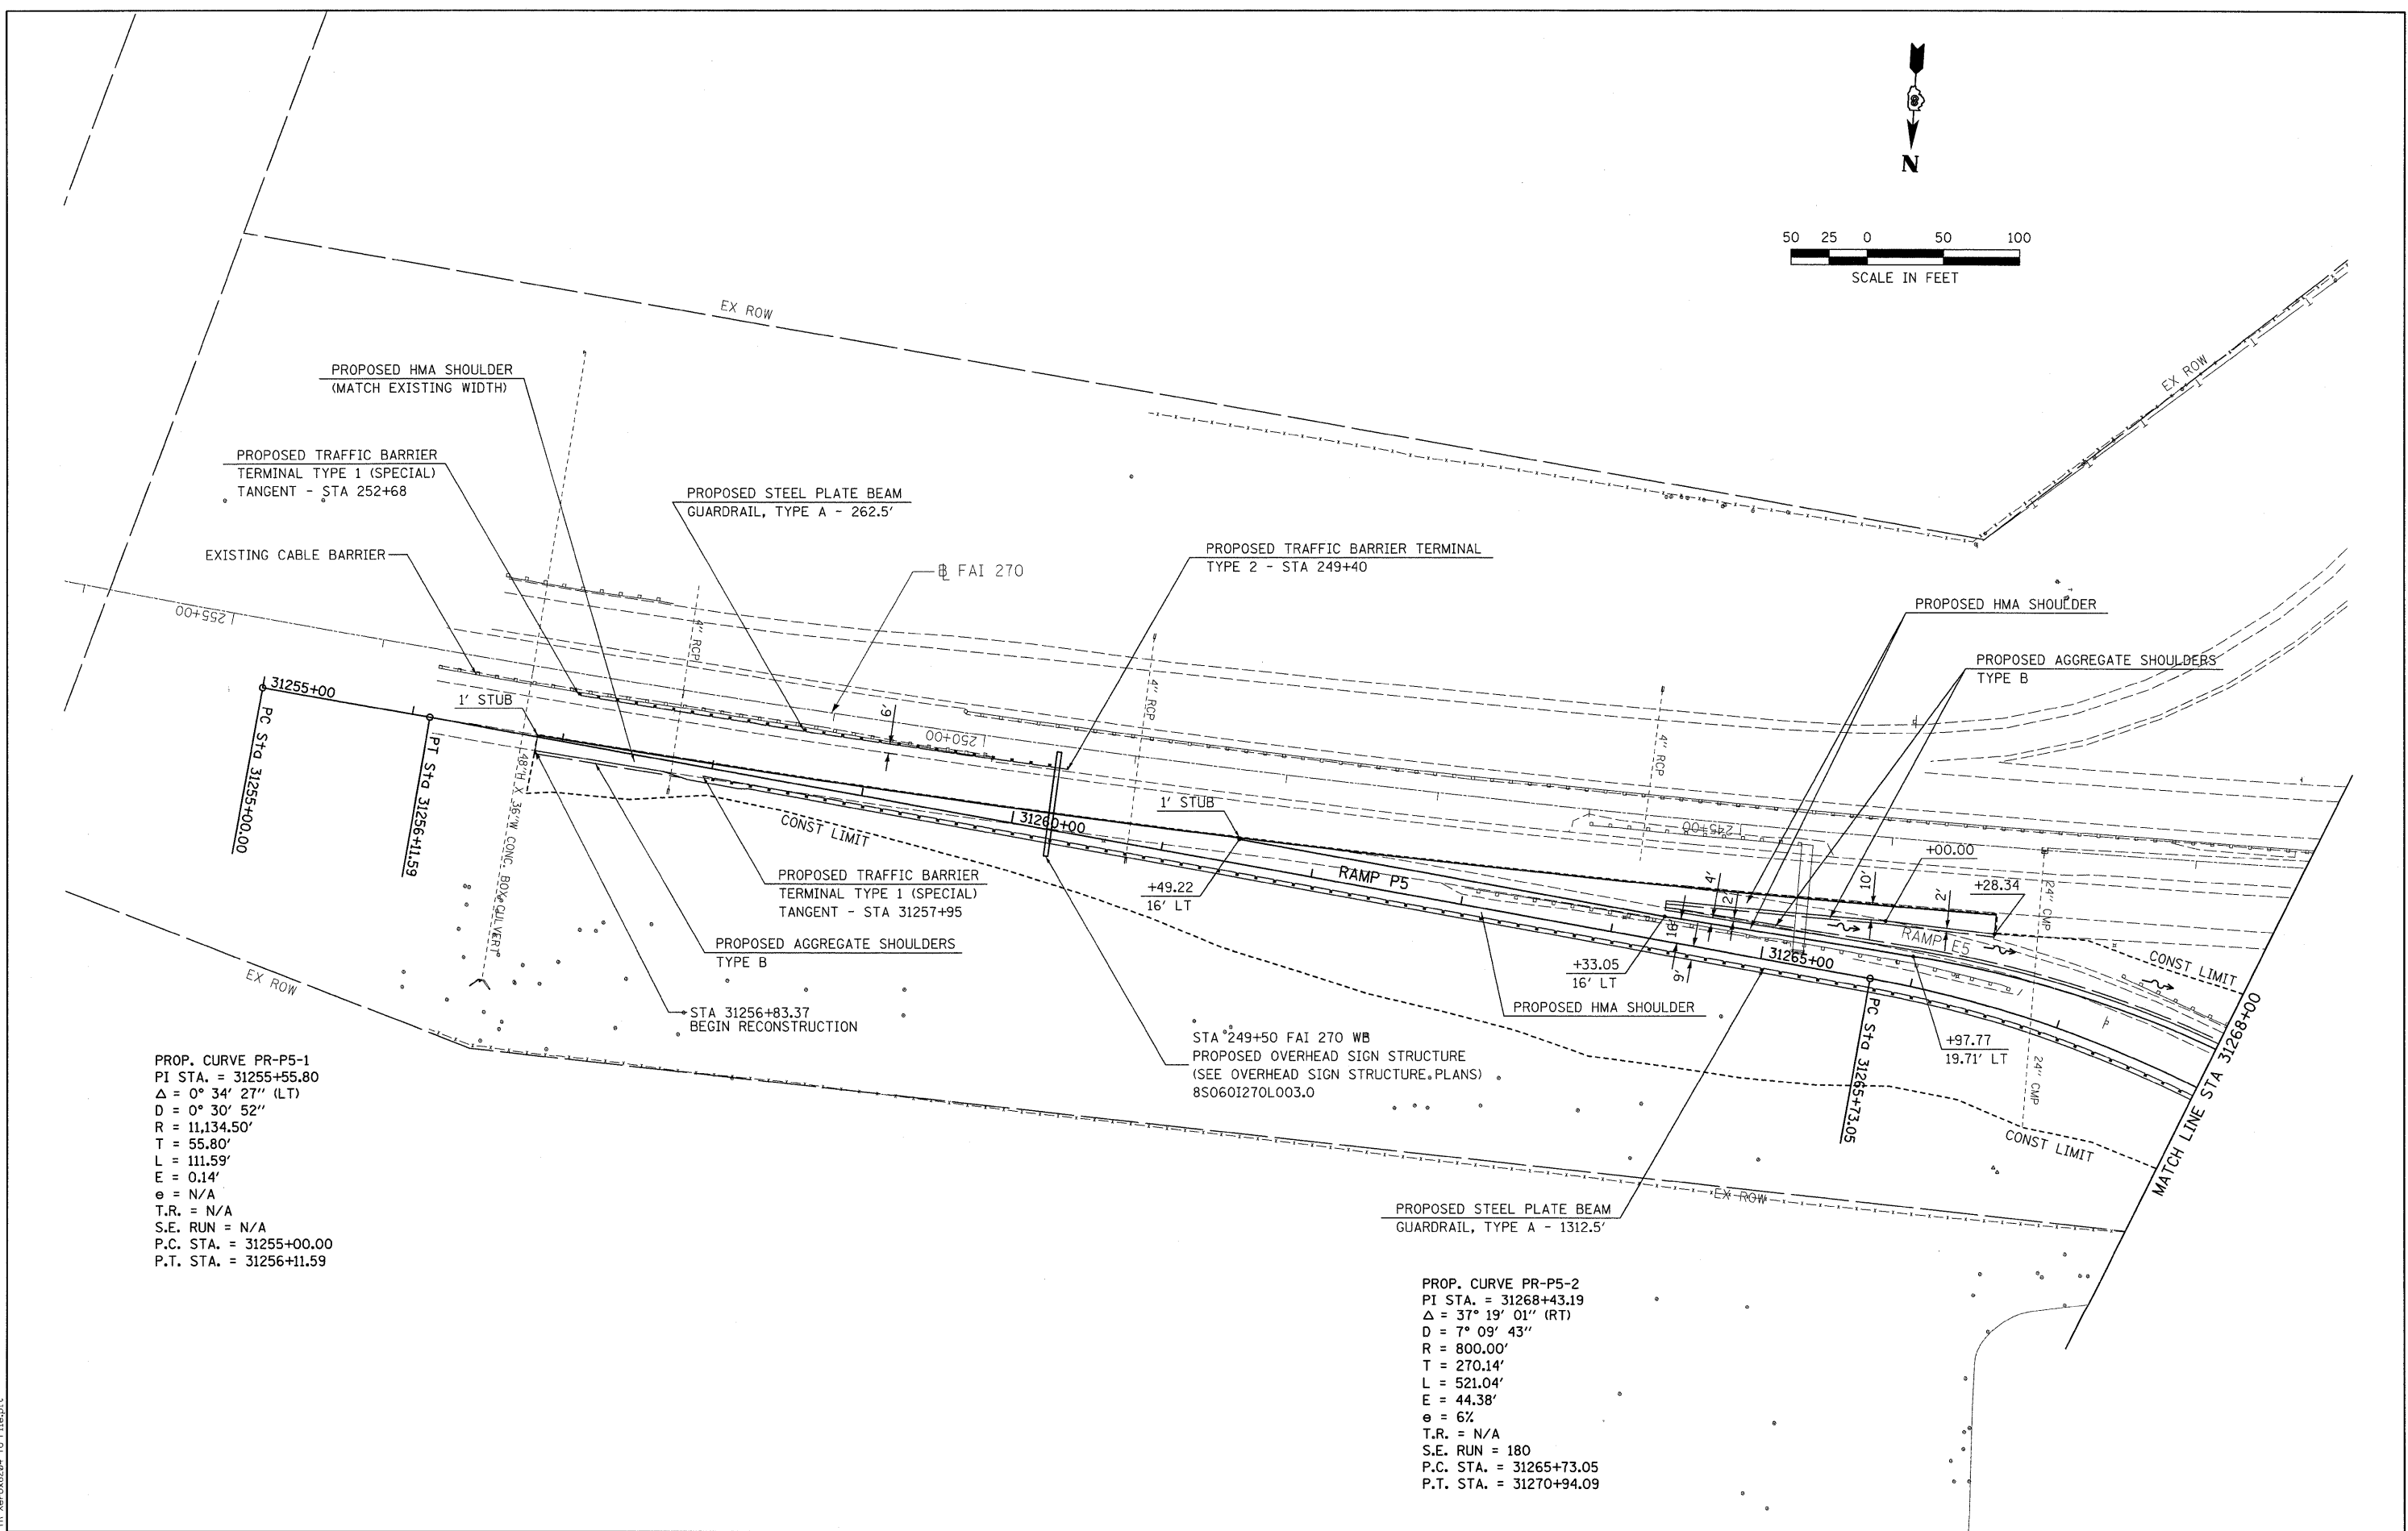 N
50 25 0 50 100
SCALE IN FEET
EX ROW
EX ROW
PROPOSED HMA SHOULDER
(MATCH EXISTING WIDTH)
PROPOSED TRAFFIC BARRIER
TERMINAL TYPE 1 (SPECIAL)
TANGENT - STA 252+68
PROPOSED STEEL PLATE BEAM
GUARDRAIL, TYPE A - 262.5'
EXISTING CABLE BARRIER
PROPOSED TRAFFIC BARRIER TERMINAL
TYPE 2 - STA 249+40
℄ FAI 270
PROPOSED HMA SHOULDER
PROPOSED AGGREGATE SHOULDERS
TYPE B
255+00
4" RCP
4" RCP
4" RCP
31255+00
1' STUB
6'
250+00
PC Sta 31255+00.00
PT Sta 31256+11.59
48"H X 36"W CONC BOX CULVERT
CONST LIMIT
31260+00
1' STUB
245+00
+00.00
+28.34
RAMP P5
4'
2'
10'
2'
24" CMP
+49.22
16' LT
PROPOSED TRAFFIC BARRIER
TERMINAL TYPE 1 (SPECIAL)
TANGENT - STA 31257+95
PROPOSED AGGREGATE SHOULDERS
TYPE B
16'
9'
31265+00
RAMP E5
CONST LIMIT
+33.05
16' LT
PROPOSED HMA SHOULDER
EX ROW
STA 31256+83.37
BEGIN RECONSTRUCTION
STA 249+50 FAI 270 WB
PROPOSED OVERHEAD SIGN STRUCTURE
(SEE OVERHEAD SIGN STRUCTURE PLANS)
8S060I270L003.0
PC Sta 31265+73.05
+97.77
19.71' LT
24" CMP
CONST LIMIT
MATCH LINE STA 31268+00
EX ROW
PROPOSED STEEL PLATE BEAM
GUARDRAIL, TYPE A - 1312.5'
PROP. CURVE PR-P5-1
PI STA. = 31255+55.80
Δ = 0° 34' 27" (LT)
D = 0° 30' 52"
R = 11,134.50'
T = 55.80'
L = 111.59'
E = 0.14'
e = N/A
T.R. = N/A
S.E. RUN = N/A
P.C. STA. = 31255+00.00
P.T. STA. = 31256+11.59
PROP. CURVE PR-P5-2
PI STA. = 31268+43.19
Δ = 37° 19' 01" (RT)
D = 7° 09' 43"
R = 800.00'
T = 270.14'
L = 521.04'
E = 44.38'
e = 6%
T.R. = N/A
S.E. RUN = 180
P.C. STA. = 31265+73.05
P.T. STA. = 31270+94.09